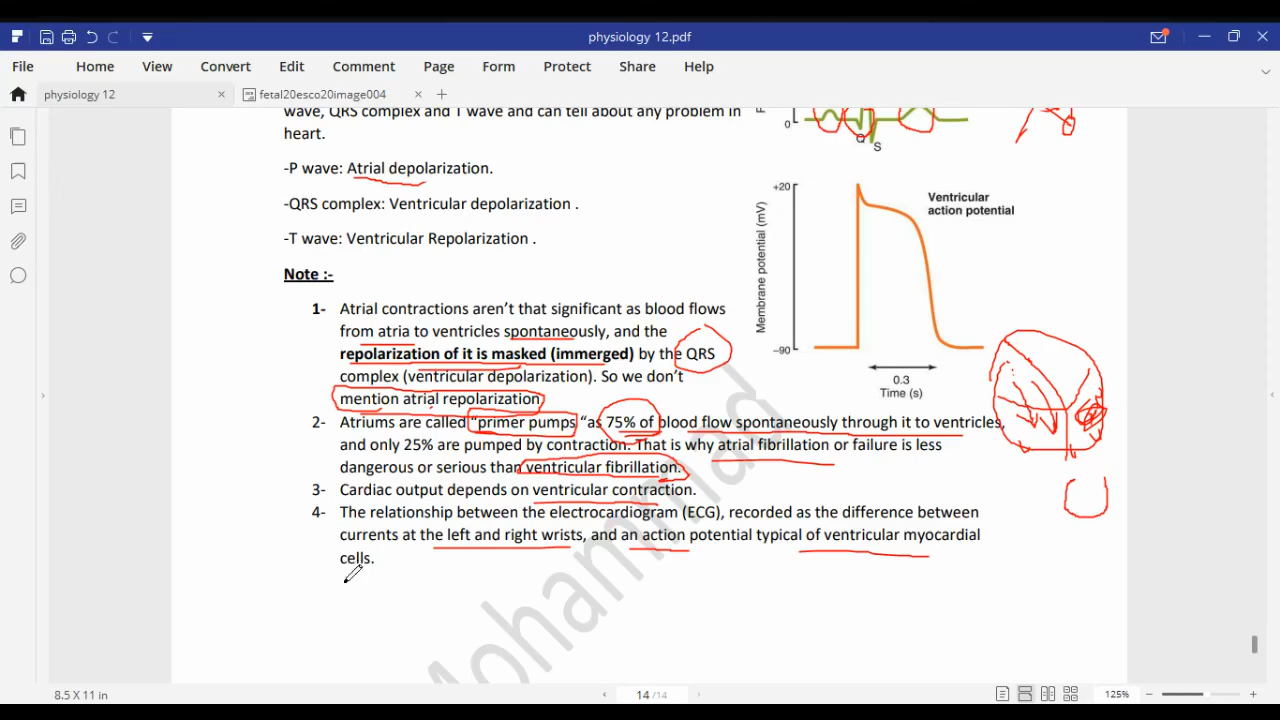 physiology 12.pdf
File Home View Convert Edit Comment Page Form Protect Share Help
physiology 12 fetal20esco20image004
wave, QRS complex and T wave and can tell about any problem in
heart.
-P wave: Atrial depolarization.
-QRS complex: Ventricular depolarization .
-T wave: Ventricular Repolarization .
Note :-
1- Atrial contractions aren't that significant as blood flows
from atria to ventricles spontaneously, and the
repolarization of it is masked (immerged) by the QRS
complex (ventricular depolarization). So we don't
mention atrial repolarization
2- Atriums are called "primer pumps "as 75% of blood flow spontaneously through it to ventricles,
and only 25% are pumped by contraction. That is why atrial fibrillation or failure is less
dangerous or serious than ventricular fibrillation.
3- Cardiac output depends on ventricular contraction.
4- The relationship between the electrocardiogram (ECG), recorded as the difference between
currents at the left and right wrists, and an action potential typical of ventricular myocardial
cells.
0
Q
S
+20
Ventricular
action potential
Membrane potential (mV)
−90
0.3
Time (s)
Mohammad
8.5 X 11 in 14 /14 125%